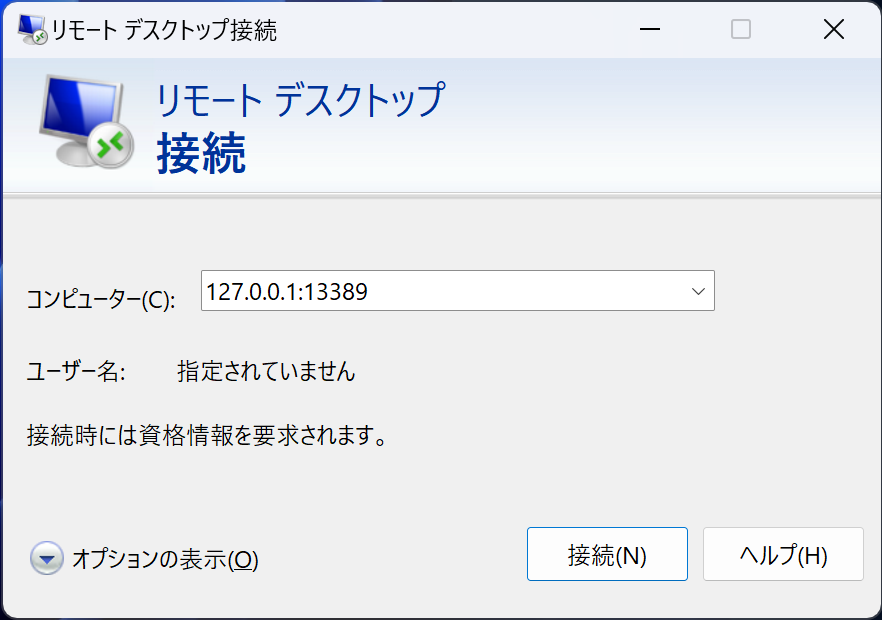 リモート デスクトップ接続
リモート デスクトップ
接続
コンピューター(C):
127.0.0.1:13389
ユーザー名:
指定されていません
接続時には資格情報を要求されます。
オプションの表示(O)
接続(N)
ヘルプ(H)